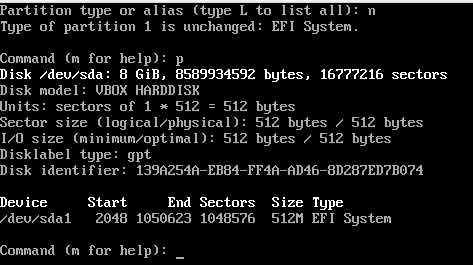 Partition type or alias (type L to list all): n
Type of partition 1 is unchanged: EFI System.
Command (m for help): p
Disk /dev/sda: 8 GiB, 8589934592 bytes, 16777216 sectors
Disk model: VBOX HARDDISK
Units: sectors of 1 * 512 = 512 bytes
Sector size (logical/physical): 512 bytes / 512 bytes
I/O size (minimum/optimal): 512 bytes / 512 bytes
Disklabel type: gpt
Disk identifier: 139A254A-EB84-FF4A-AD46-8D287ED7B074
Device Start End Sectors Size Type
/dev/sda1 2048 1050623 1048576 512M EFI System
Command (m for help): _